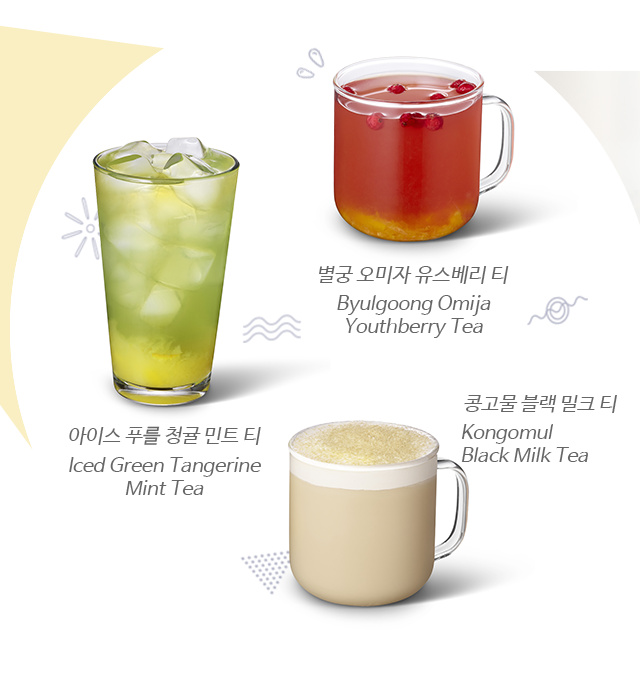 별궁 오미자 유스베리 티
Byulgoong Omija
Youthberry Tea
아이스 푸를 청귤 민트 티
Iced Green Tangerine
Mint Tea
콩고물 블랙 밀크 티
Kongomul
Black Milk Tea